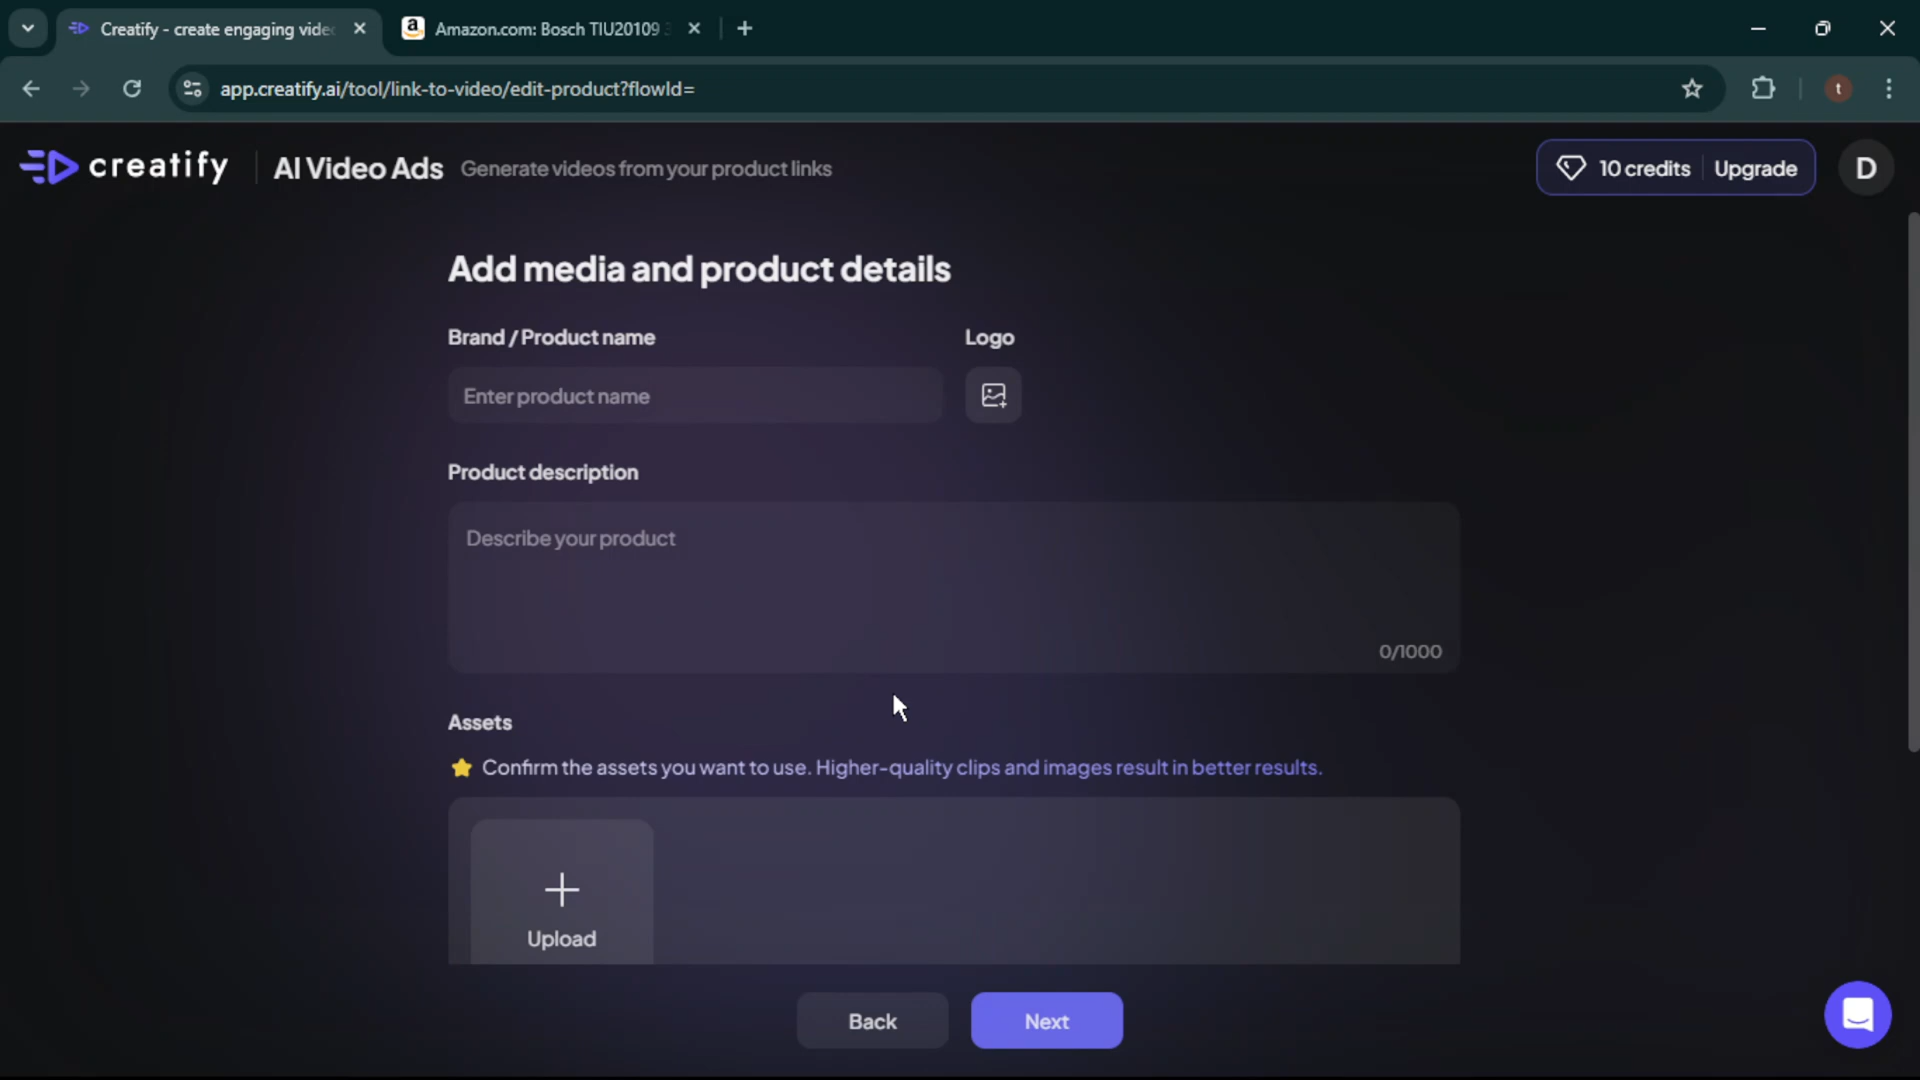 Creatify - create engaging vide
Amazon.com: Bosch TIU20109
app.creatify.ai/tool/link-to-video/edit-product?flowId=
t
creatify
AI Video Ads
Generate videos from your product links
10 credits
Upgrade
D
Add media and product details
Brand / Product name
Logo
Enter product name
Product description
Describe your product
0/1000
Assets
Confirm the assets you want to use. Higher-quality clips and images result in better results.
Upload
Back
Next